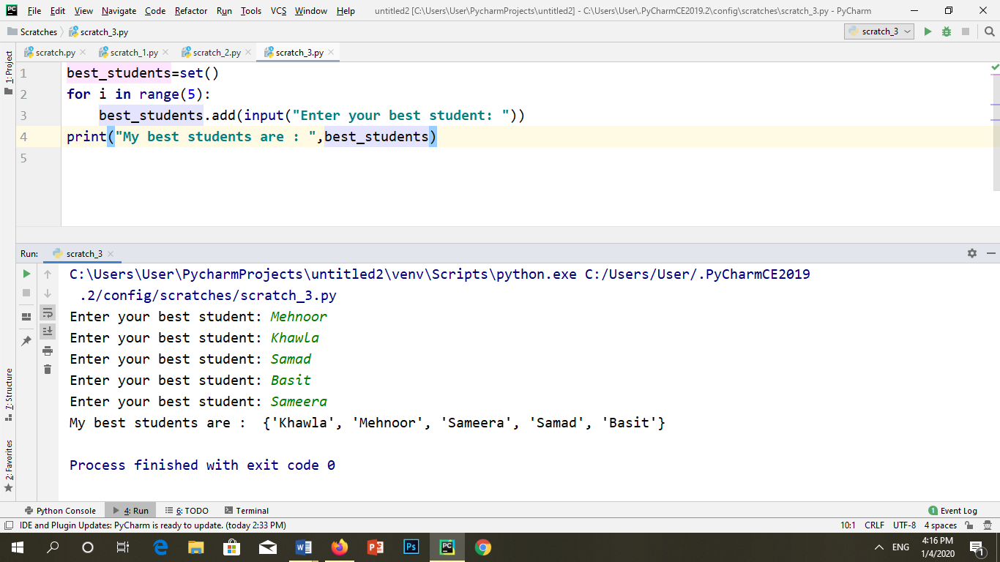 File Edit View Navigate Code Refactor Run Tools VCS Window Help untitled2 [C:\Users\User\PycharmProjects\untitled2] - C:\Users\User\.PyCharmCE2019.2\config\scratches\scratch_3.py - PyCharm
Scratches scratch_3.py scratch_3
scratch.py scratch_1.py scratch_2.py scratch_3.py
1: Project
1 best_students=set()
2 for i in range(5):
3 best_students.add(input("Enter your best student: "))
4 print("My best students are : ",best_students)
5
Run: scratch_3
C:\Users\User\PycharmProjects\untitled2\venv\Scripts\python.exe C:/Users/User/.PyCharmCE2019
.2/config/scratches/scratch_3.py
Enter your best student: Mehnoor
Enter your best student: Khawla
Enter your best student: Samad
Enter your best student: Basit
Enter your best student: Sameera
My best students are :  {'Khawla', 'Mehnoor', 'Sameera', 'Samad', 'Basit'}
Process finished with exit code 0
7: Structure
2: Favorites
Python Console 4: Run 6: TODO Terminal 1 Event Log
IDE and Plugin Updates: PyCharm is ready to update. (today 2:33 PM) 10:1 CRLF UTF-8 4 spaces
ENG 4:16 PM
1/4/2020 1